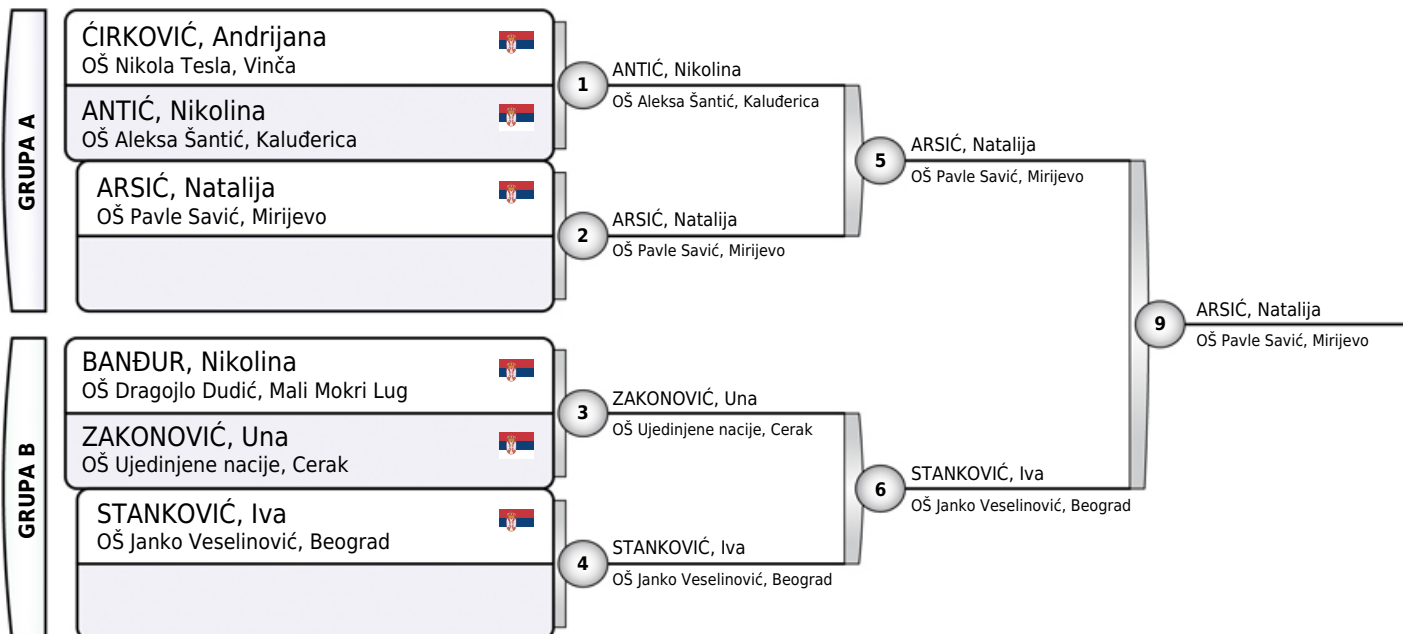 GRUPA A
ĆIRKOVIĆ, Andrijana
OŠ Nikola Tesla, Vinča
ANTIĆ, Nikolina
OŠ Aleksa Šantić, Kaluđerica
ARSIĆ, Natalija
OŠ Pavle Savić, Mirijevo
1
ANTIĆ, Nikolina
OŠ Aleksa Šantić, Kaluđerica
2
ARSIĆ, Natalija
OŠ Pavle Savić, Mirijevo
5
ARSIĆ, Natalija
OŠ Pavle Savić, Mirijevo
GRUPA B
BANĐUR, Nikolina
OŠ Dragojlo Dudić, Mali Mokri Lug
ZAKONOVIĆ, Una
OŠ Ujedinjene nacije, Cerak
STANKOVIĆ, Iva
OŠ Janko Veselinović, Beograd
3
ZAKONOVIĆ, Una
OŠ Ujedinjene nacije, Cerak
4
STANKOVIĆ, Iva
OŠ Janko Veselinović, Beograd
6
STANKOVIĆ, Iva
OŠ Janko Veselinović, Beograd
9
ARSIĆ, Natalija
OŠ Pavle Savić, Mirijevo